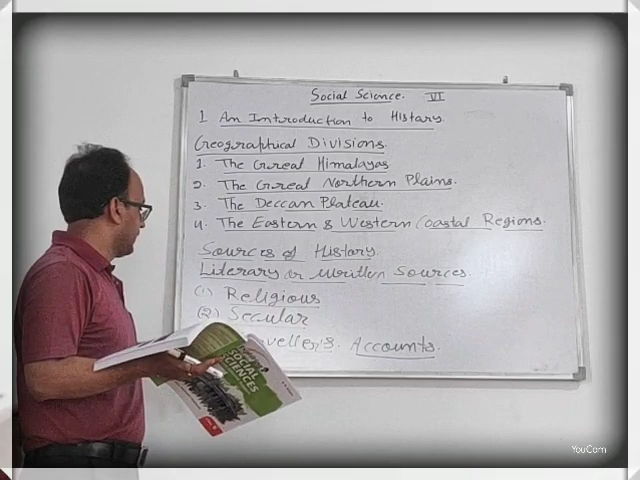 Social Science. VI
1 An Introduction to History.
Geographical Divisions.
1. The Great Himalayas
2. The Great Northern Plains.
3. The Deccan Plateau.
4. The Eastern & Western Coastal Regions.
Sources of History.
Literary or Written Sources.
(1) Religious
(2) Secular
veller's. Accounts.
SOCIAL
SCIENCES
YouCam